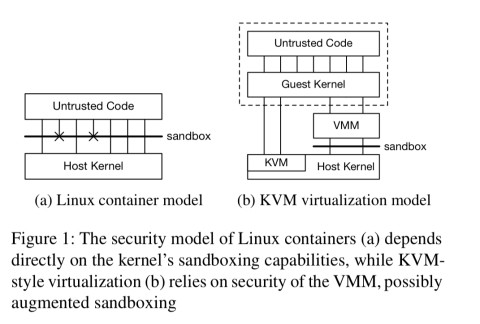 Untrusted Code
sandbox
Host Kernel
(a) Linux container model
Untrusted Code
Guest Kernel
VMM
sandbox
KVM
Host Kernel
(b) KVM virtualization model
Figure 1: The security model of Linux containers (a) depends
directly on the kernel's sandboxing capabilities, while KVM-
style virtualization (b) relies on security of the VMM, possibly
augmented sandboxing